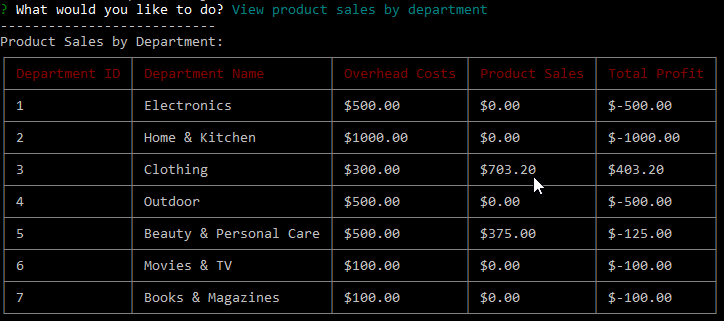 ? What would you like to do? View product sales by department
---------------------------
Product Sales by Department:
Department ID Department Name Overhead Costs Product Sales Total Profit
1 Electronics $500.00 $0.00 $-500.00
2 Home & Kitchen $1000.00 $0.00 $-1000.00
3 Clothing $300.00 $703.20 $403.20
4 Outdoor $500.00 $0.00 $-500.00
5 Beauty & Personal Care $500.00 $375.00 $-125.00
6 Movies & TV $100.00 $0.00 $-100.00
7 Books & Magazines $100.00 $0.00 $-100.00